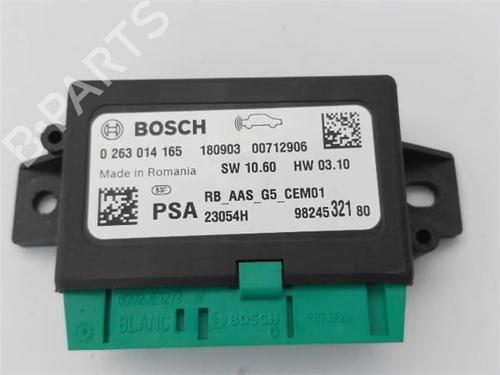 BOSCH
0 263 014 165 180903 00712906
Made in Romania SW 10.60 HW 03.10
53F RB_AAS_G5_CEM01
PSA 23054H 98245 321 80
BLANC BOSCH
B-PARTS